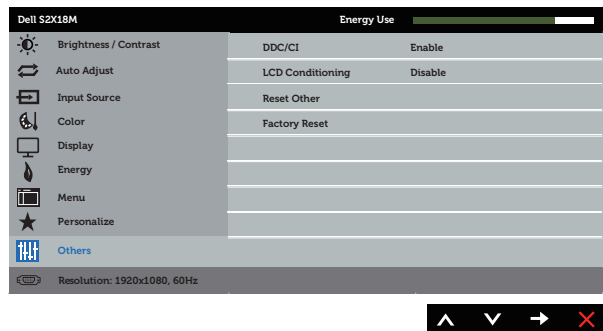 Dell S2X18M Energy Use
Brightness / Contrast DDC/CI Enable
Auto Adjust LCD Conditioning Disable
Input Source Reset Other
Color Factory Reset
Display
Energy
Menu
Personalize
Others
Resolution: 1920x1080, 60Hz